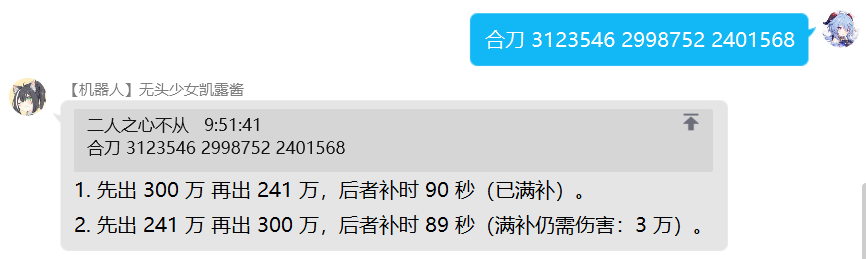 合刀 3123546 2998752 2401568
【机器人】无头少女凯露酱
二人之心不从 9:51:41
合刀 3123546 2998752 2401568
1. 先出 300 万 再出 241 万，后者补时 90 秒（已满补）。
2. 先出 241 万 再出 300 万，后者补时 89 秒（满补仍需伤害：3 万）。